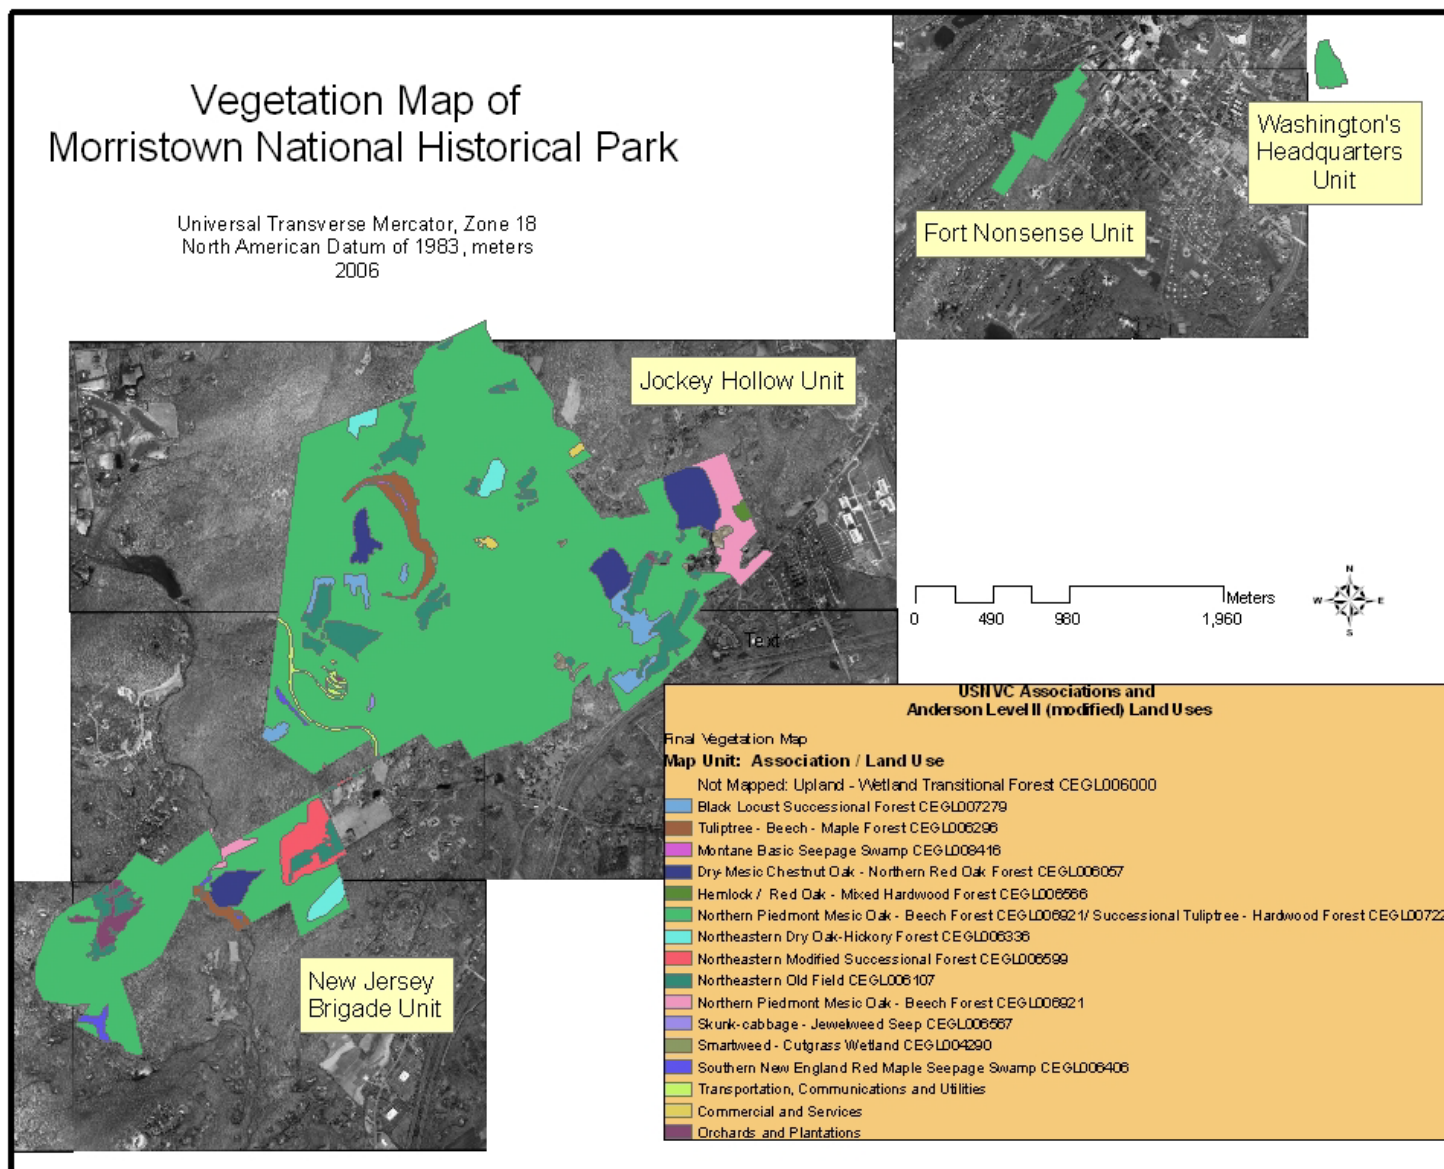 Vegetation Map of
Morristown National Historical Park
Universal Transverse Mercator, Zone 18
North American Datum of 1983, meters
2006
Washington's
Headquarters
Unit
Fort Nonsense Unit
Jockey Hollow Unit
N
W E
S
Meters
0 490 980 1,960
Text
New Jersey
Brigade Unit
USNVC Associations and
Anderson Level II (modified) Land Uses
Final Vegetation Map
Map Unit: Association / Land Use
Not Mapped: Upland - Wetland Transitional Forest CEGL006000
Black Locust Successional Forest CEGL007279
Tuliptree - Beech - Maple Forest CEGL006296
Montane Basic Seepage Swamp CEGL008416
Dry-Mesic Chestnut Oak - Northern Red Oak Forest CEGL006057
Hemlock / Red Oak - Mixed Hardwood Forest CEGL006566
Northern Piedmont Mesic Oak - Beech Forest CEGL006921/ Successional Tuliptree - Hardwood Forest CEGL00722
Northeastern Dry Oak-Hickory Forest CEGL006336
Northeastern Modified Successional Forest CEGL006599
Northeastern Old Field CEGL006107
Northern Piedmont Mesic Oak - Beech Forest CEGL006921
Skunk-cabbage - Jewelweed Seep CEGL006567
Smartweed - Cutgrass Wetland CEGL004290
Southern New England Red Maple Seepage Swamp CEGL006406
Transportation, Communications and Utilities
Commercial and Services
Orchards and Plantations